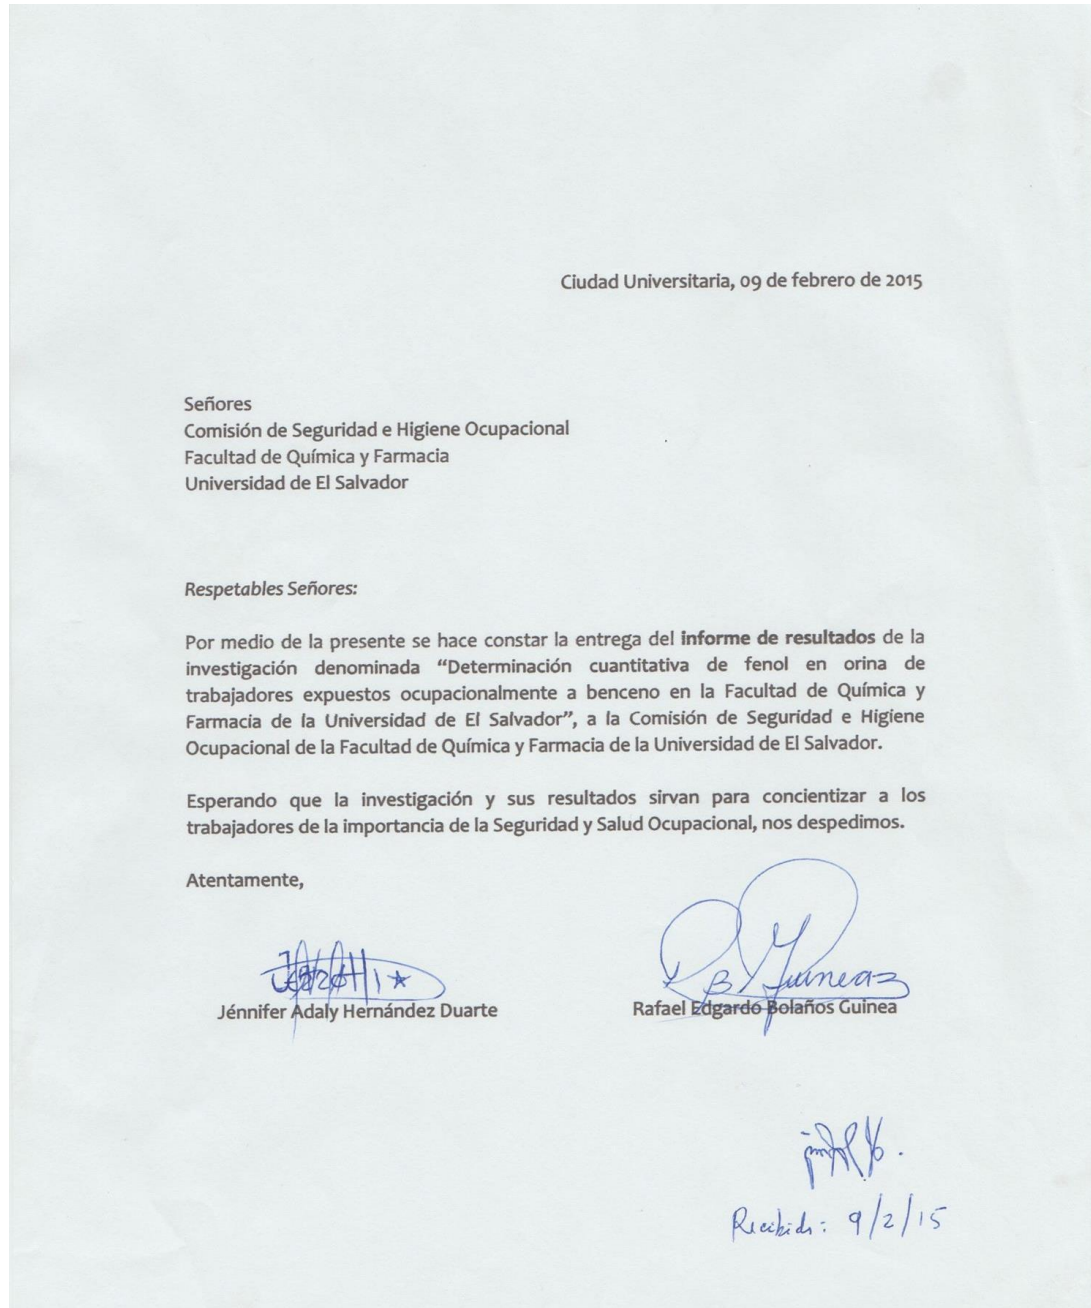 Ciudad Universitaria, 09 de febrero de 2015
Señores
Comisión de Seguridad e Higiene Ocupacional
Facultad de Química y Farmacia
Universidad de El Salvador
Respetables Señores:
Por medio de la presente se hace constar la entrega del informe de resultados de la
investigación denominada “Determinación cuantitativa de fenol en orina de
trabajadores expuestos ocupacionalmente a benceno en la Facultad de Química y
Farmacia de la Universidad de El Salvador”, a la Comisión de Seguridad e Higiene
Ocupacional de la Facultad de Química y Farmacia de la Universidad de El Salvador.
Esperando que la investigación y sus resultados sirvan para concientizar a los
trabajadores de la importancia de la Seguridad y Salud Ocupacional, nos despedimos.
Atentamente,
Jénnifer Adaly Hernández Duarte
Rafael Edgardo Bolaños Guinea
Recibido: 9/2/15